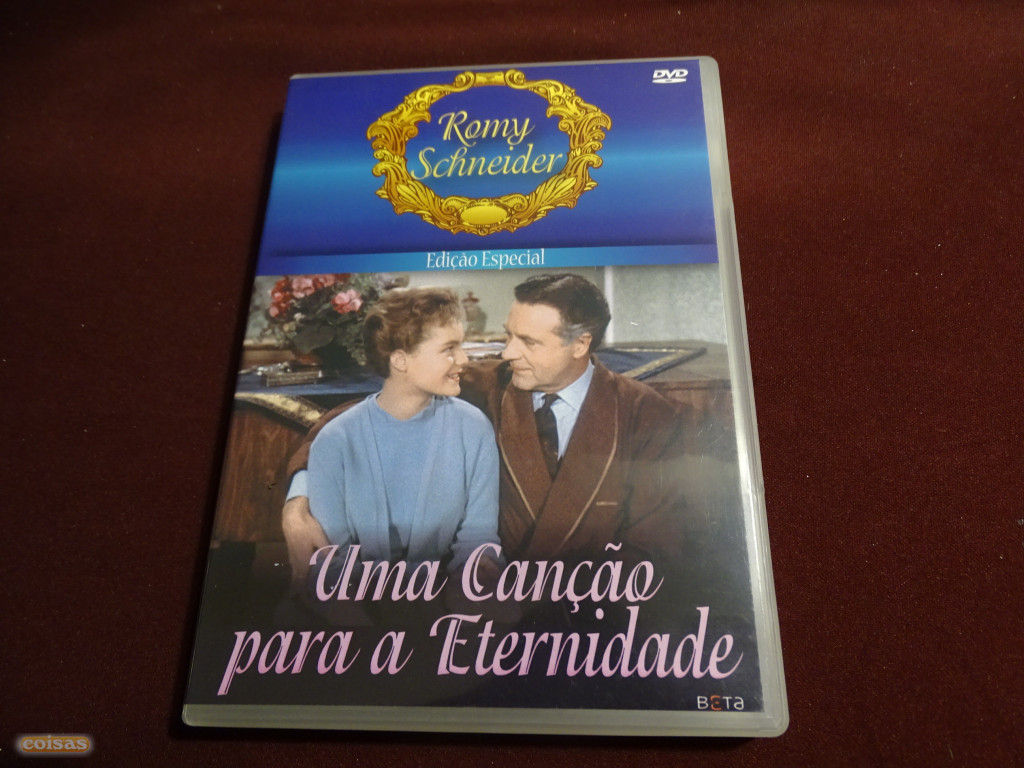 DVD
Romy
Schneider
Edição Especial
Uma Canção
para a Eternidade
BETA
coisas